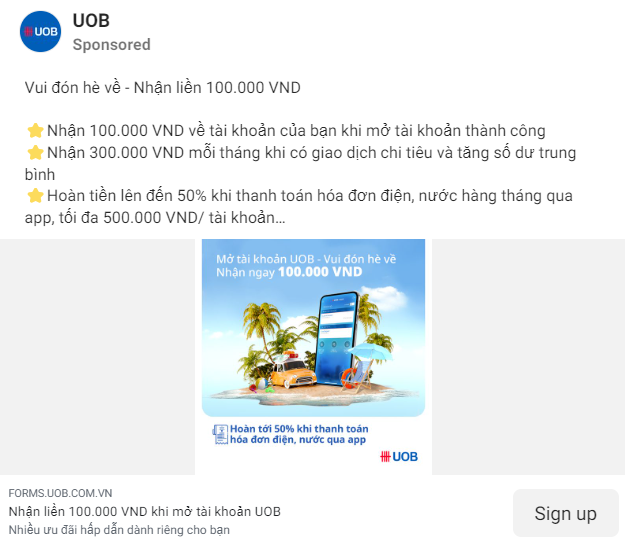 UOB
UOB
Sponsored
Vui đón hè về - Nhận liền 100.000 VND
⭐Nhận 100.000 VND về tài khoản của bạn khi mở tài khoản thành công
⭐Nhận 300.000 VND mỗi tháng khi có giao dịch chi tiêu và tăng số dư trung
bình
⭐Hoàn tiền lên đến 50% khi thanh toán hóa đơn điện, nước hàng tháng qua
app, tối đa 500.000 VND/ tài khoản...
Mở tài khoản UOB - Vui đón hè về
Nhận ngay 100.000 VND
Hoàn tới 50% khi thanh toán
hóa đơn điện, nước qua app
UOB
FORMS.UOB.COM.VN
Nhận liền 100.000 VND khi mở tài khoản UOB
Nhiều ưu đãi hấp dẫn dành riêng cho bạn
Sign up